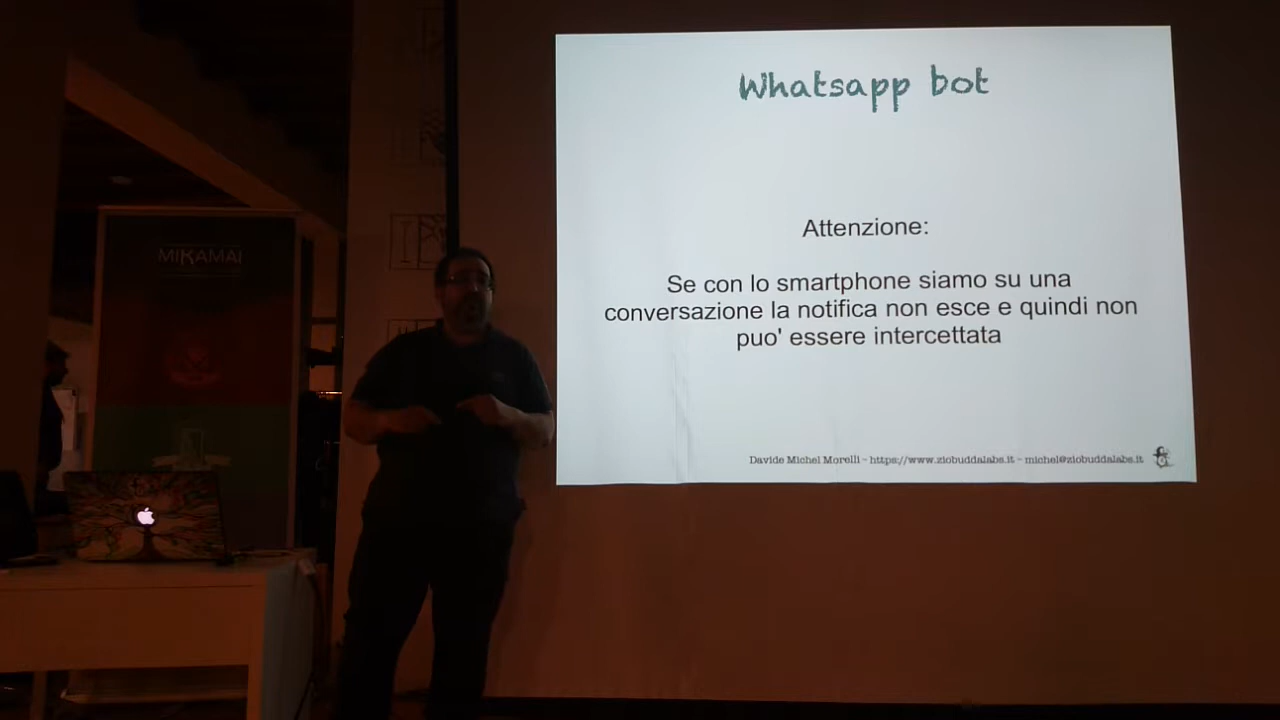 Whatsapp bot
Attenzione:
Se con lo smartphone siamo su una
conversazione la notifica non esce e quindi non
puo' essere intercettata
Davide Michel Morelli - https://www.ziobuddalabs.it - michel@ziobuddalabs.it
MIKAMAI